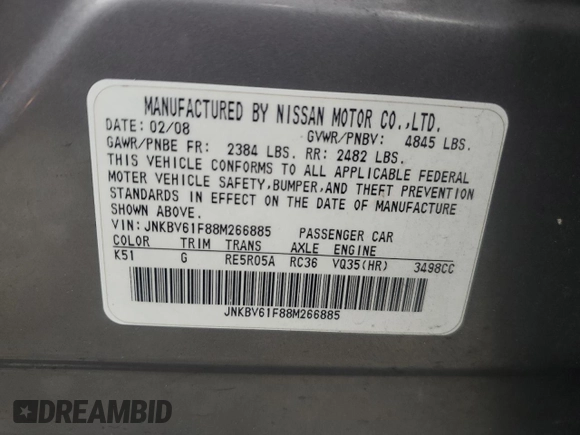 MANUFACTURED BY NISSAN MOTOR CO.,LTD.
DATE: 02/08 GVWR/PNBV: 4845 LBS.
GAWR/PNBE FR: 2384 LBS. RR: 2482 LBS.
THIS VEHICLE CONFORMS TO ALL APPLICABLE FEDERAL
MOTER VEHICLE SAFETY,BUMPER,AND THEFT PREVENTION
STANDARDS IN EFFECT ON THE DATE OF MANUFACTURE
SHOWN ABOVE.
VIN:JNKBV61F88M266885 PASSENGER CAR
COLOR TRIM TRANS AXLE ENGINE
K51 G RE5R05A RC36 VQ35(HR) 3498CC
JNKBV61F88M266885
DREAMBID